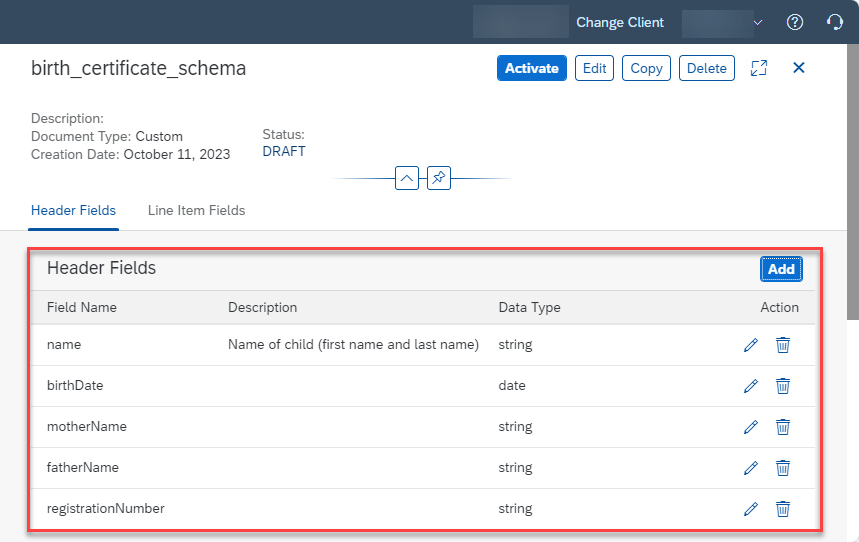 Change Client
birth_certificate_schema
Activate Edit Copy Delete
Description:
Document Type: Custom
Creation Date: October 11, 2023
Status:
DRAFT
Header Fields Line Item Fields
Header Fields
Add
Field Name Description Data Type Action
name Name of child (first name and last name) string
birthDate date
motherName string
fatherName string
registrationNumber string